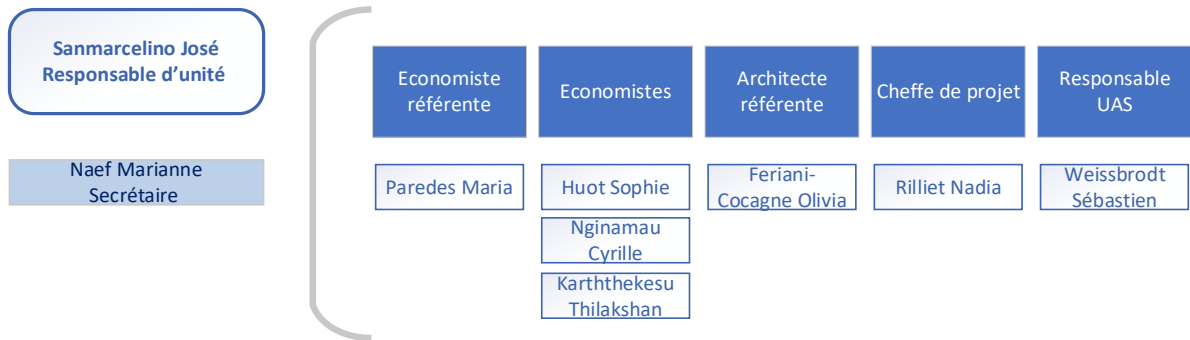 Sanmarcelino José
Responsable d’unité
Naef Marianne
Secrétaire
Economiste
référente
Paredes Maria
Economistes
Huot Sophie
Nginamau
Cyrille
Karththekesu
Thilakshan
Architecte
référente
Feriani-
Cocagne Olivia
Cheffe de projet
Rilliet Nadia
Responsable
UAS
Weissbrodt
Sébastien